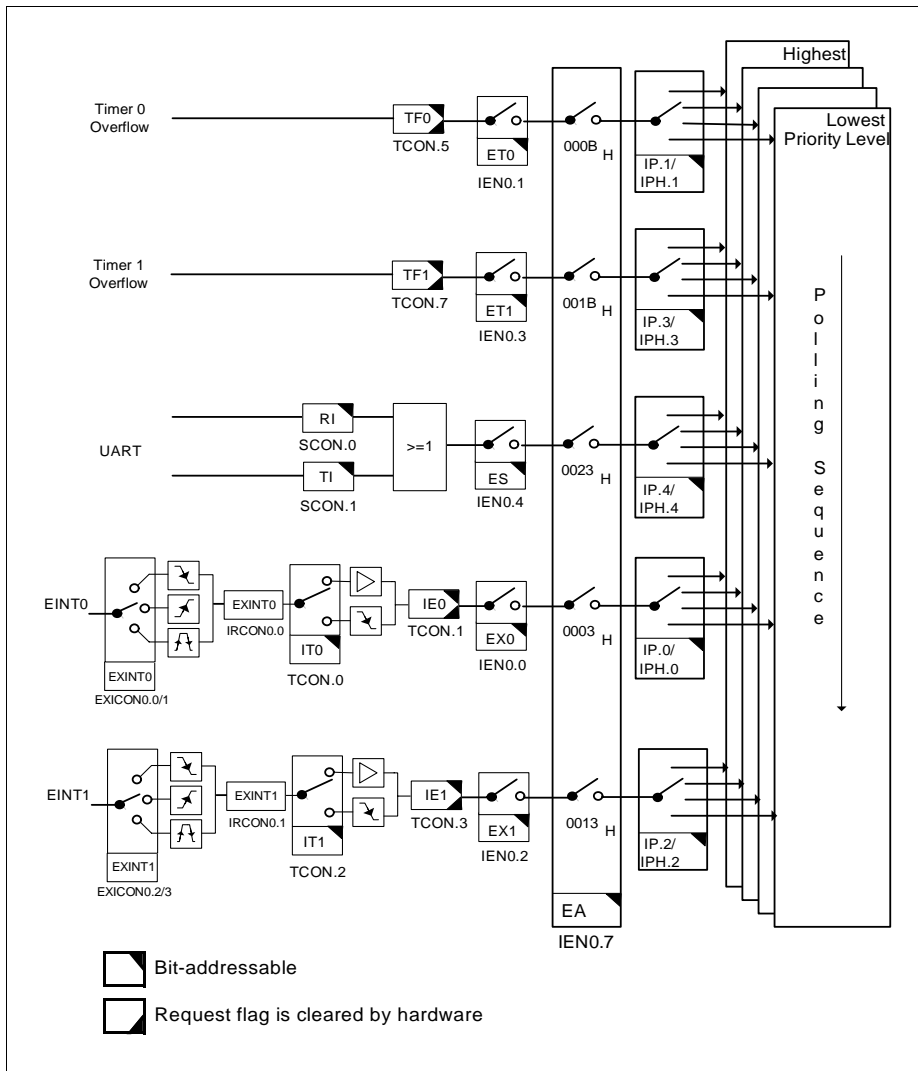 Highest
Lowest
Priority Level
Polling Sequence
Timer 0
Overflow
TF0
TCON.5
ET0
IEN0.1
000B H
IP.1/
IPH.1
Timer 1
Overflow
TF1
TCON.7
ET1
IEN0.3
001B H
IP.3/
IPH.3
UART
RI
SCON.0
TI
SCON.1
>=1
ES
IEN0.4
0023 H
IP.4/
IPH.4
EINT0
EXINT0
EXICON0.0/1
EXINT0
IRCON0.0
IT0
TCON.0
IE0
TCON.1
EX0
IEN0.0
0003 H
IP.0/
IPH.0
EINT1
EXINT1
EXICON0.2/3
EXINT1
IRCON0.1
IT1
TCON.2
IE1
TCON.3
EX1
IEN0.2
0013 H
IP.2/
IPH.2
EA
IEN0.7
Bit-addressable
Request flag is cleared by hardware